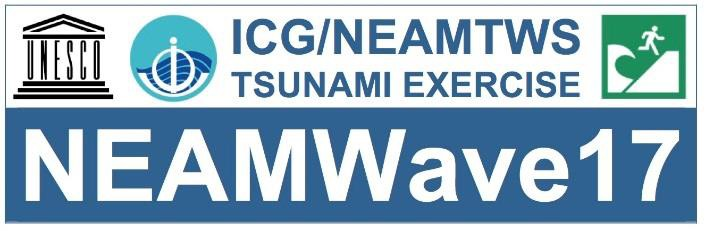 UNESCO
ICG/NEAMTWS
TSUNAMI EXERCISE
NEAMWave17